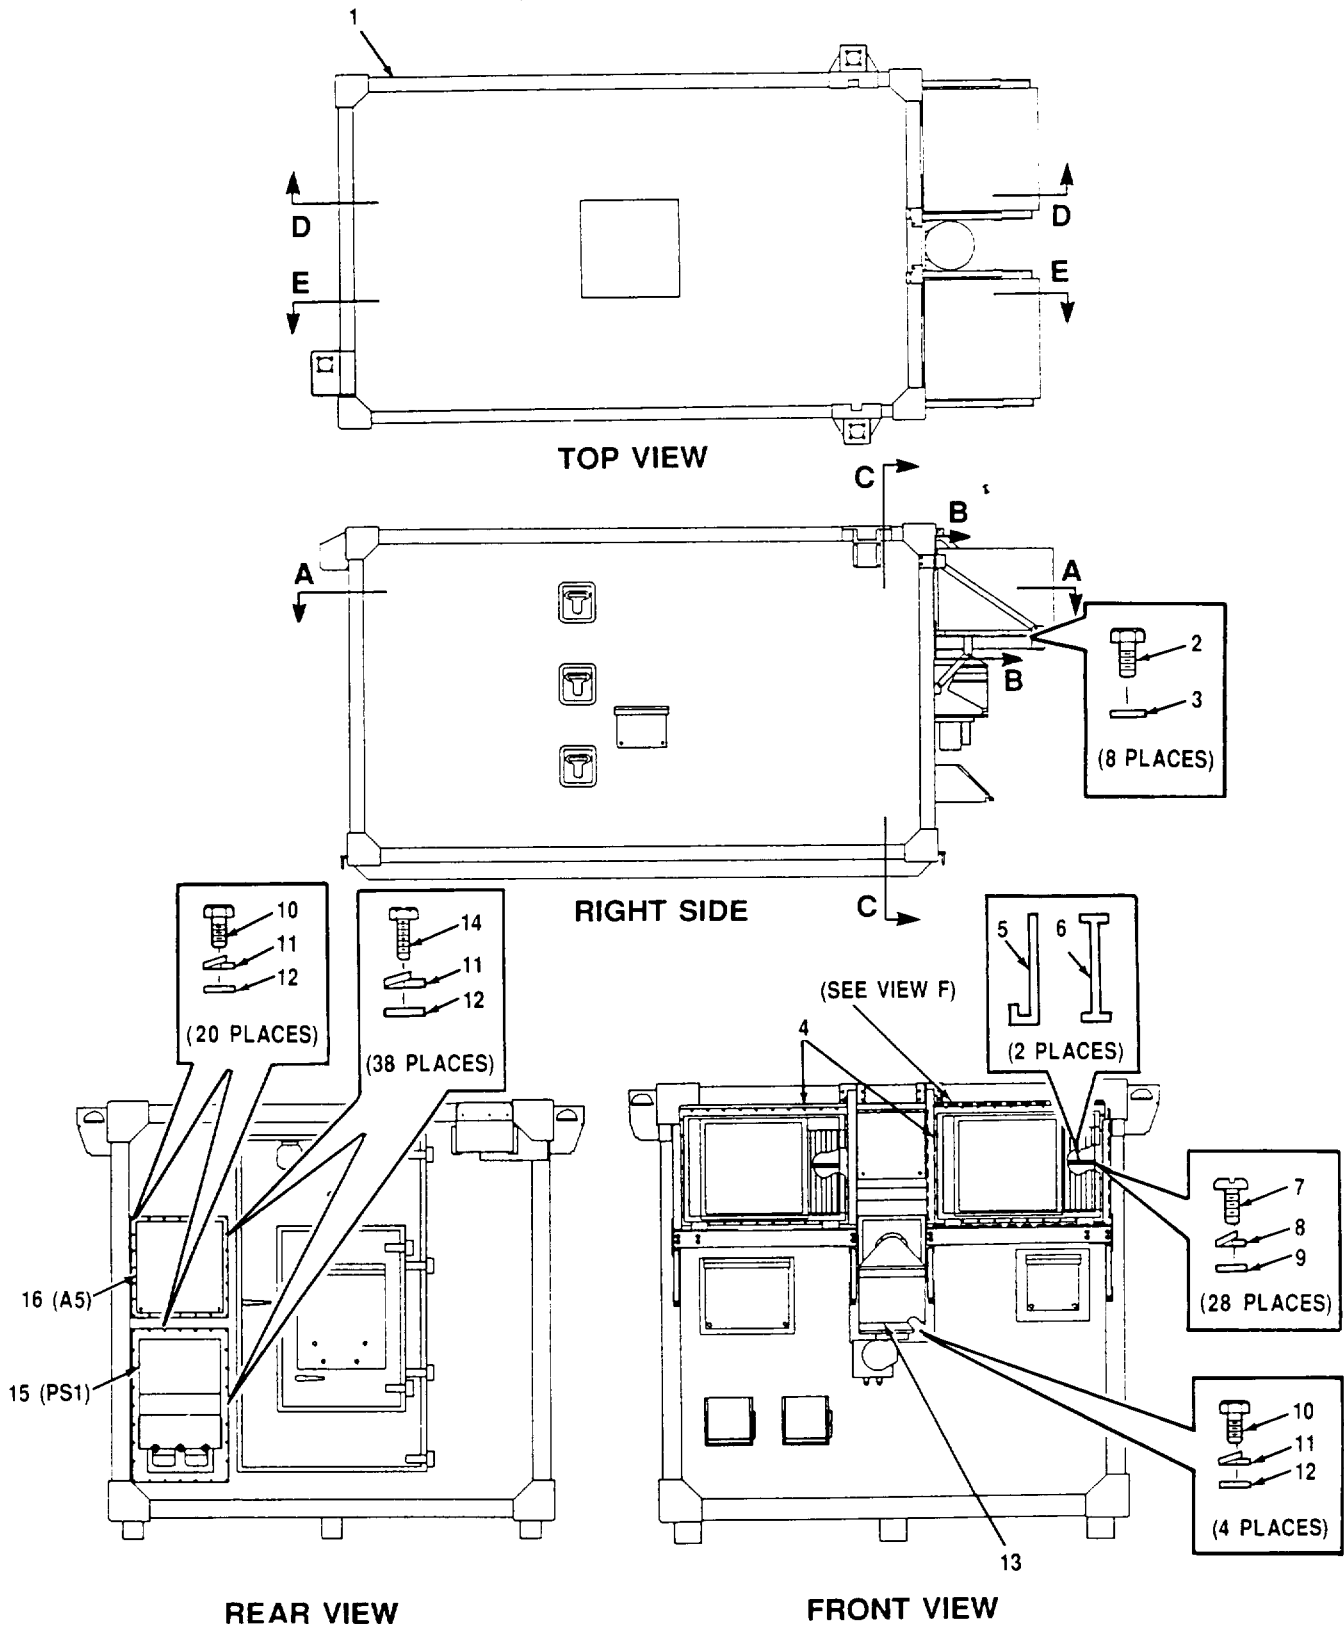 1
D
D
E
E
TOP VIEW
C
B
A
A
B
2
3
(8 PLACES)
RIGHT SIDE
C
10
11
12
(20 PLACES)
14
11
12
(38 PLACES)
5
6
(2 PLACES)
(SEE VIEW F)
4
7
8
9
(28 PLACES)
16 (A5)
15 (PS1)
10
11
12
(4 PLACES)
13
REAR VIEW
FRONT VIEW